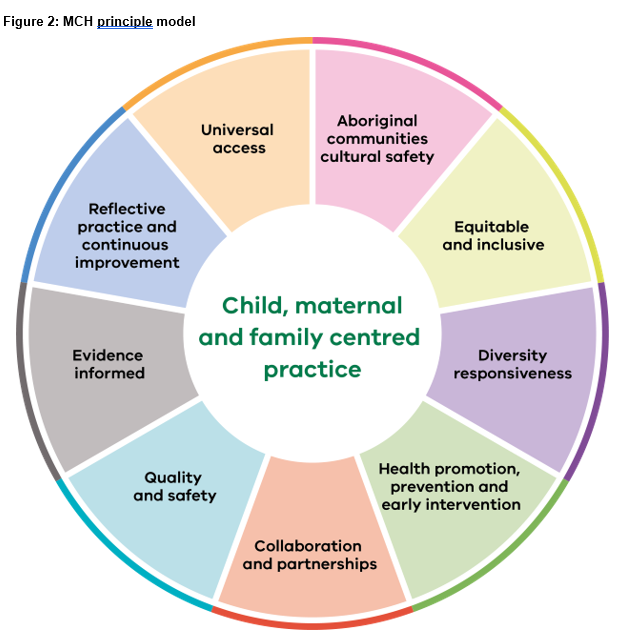 Figure 2: MCH principle model
Universal
access
Aboriginal
communities
cultural safety
Equitable
and inclusive
Diversity
responsiveness
Health promotion,
prevention and
early intervention
Collaboration
and partnerships
Quality
and safety
Evidence
informed
Reflective
practice and
continuous
improvement
Child, maternal
and family centred
practice